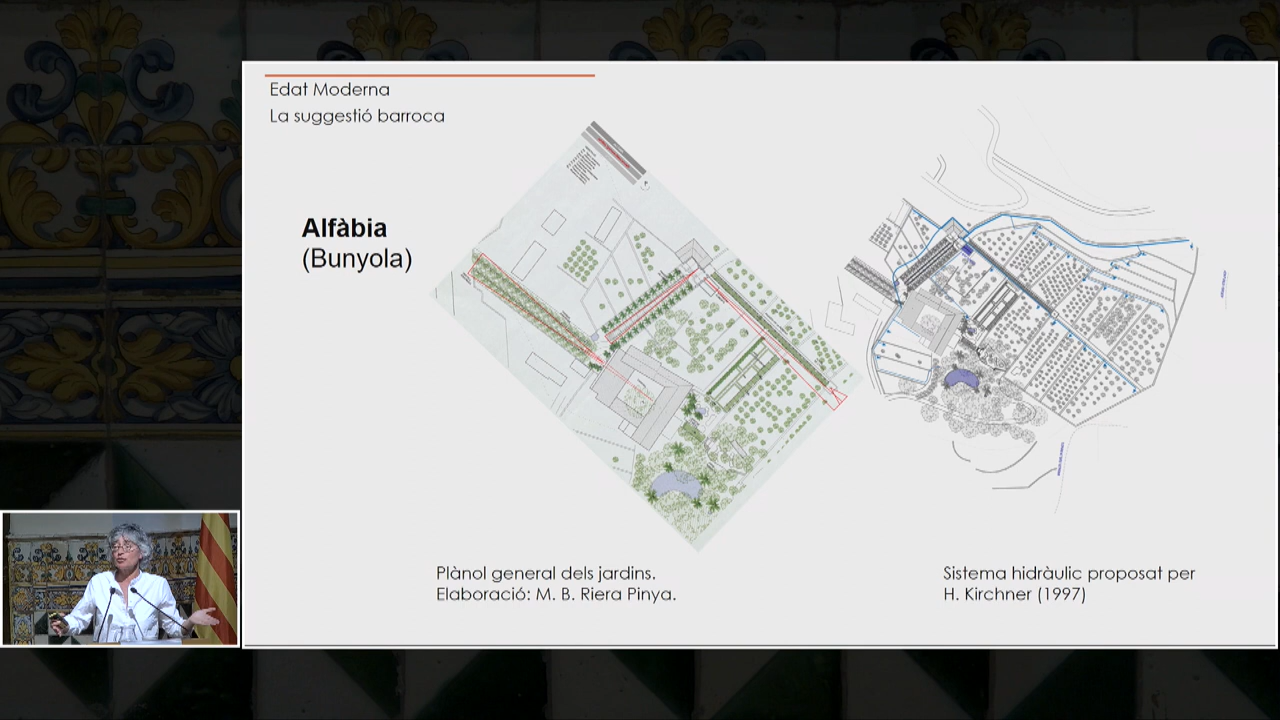 Edat Moderna
La suggestió barroca
Alfàbia
(Bunyola)
Plànol general dels jardins.
Elaboració: M. B. Riera Pinya.
Sistema hidràulic proposat per
H. Kirchner (1997)